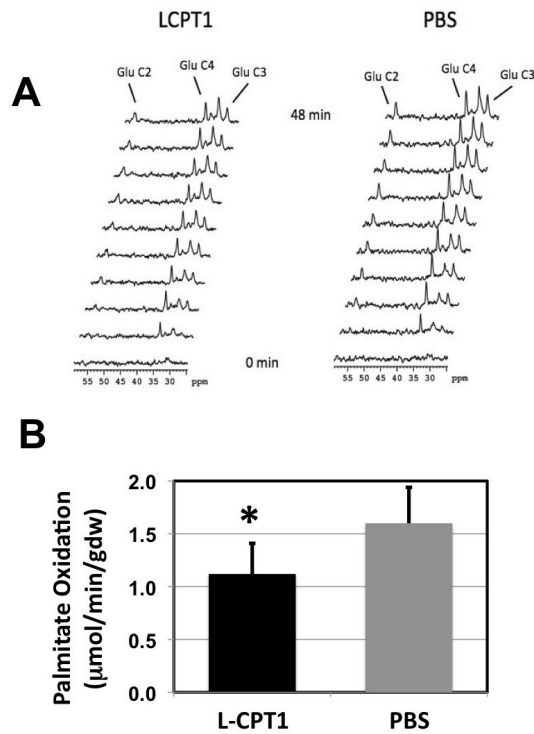 LCPT1 PBS
A
Glu C2 Glu C4 Glu C3 Glu C2 Glu C4 Glu C3
48 min
0 min
55 50 45 40 35 30 ppm 55 50 45 40 35 30 ppm
B
Palmitate Oxidation
(μmol/min/gdw)
2.0
1.5
1.0
0.5
0.0
*
L-CPT1 PBS